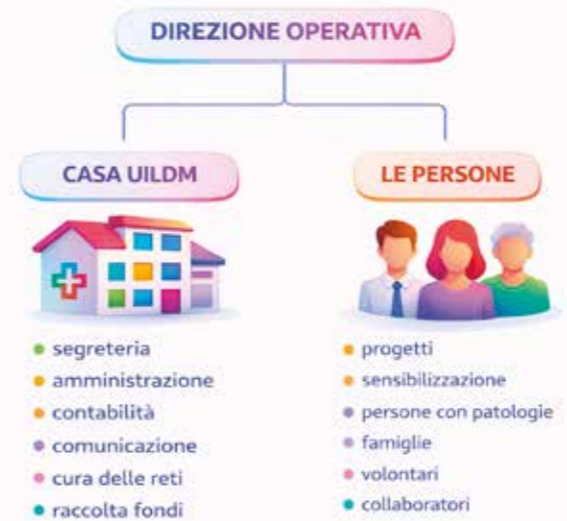 DIREZIONE OPERATIVA
CASA UILDM
segreteria
amministrazione
contabilità
comunicazione
cura delle reti
raccolta fondi
LE PERSONE
progetti
sensibilizzazione
persone con patologie
famiglie
volontari
collaboratori